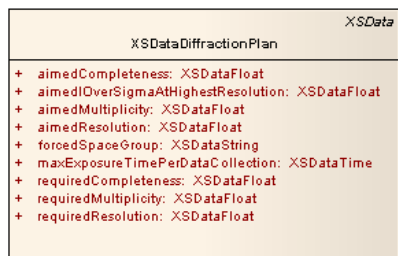 XSData
XSDataDiffractionPlan
+ aimedCompleteness: XSDataFloat
+ aimedIOverSigmaAtHighestResolution: XSDataFloat
+ aimedMultiplicity: XSDataFloat
+ aimedResolution: XSDataFloat
+ forcedSpaceGroup: XSDataString
+ maxExposureTimePerDataCollection: XSDataTime
+ requiredCompleteness: XSDataFloat
+ requiredMultiplicity: XSDataFloat
+ requiredResolution: XSDataFloat